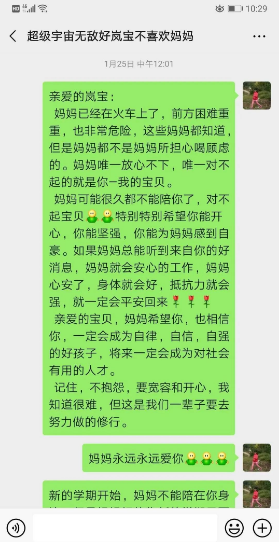 HD 4G 10:29
超级宇宙无敌好岚宝不喜欢妈妈
1月25日 中午12:01
亲爱的岚宝：
妈妈已经在火车上了，前方困难重
重，也非常危险，这些妈妈都知道，
但是妈妈都不是妈妈所担心喝顾虑
的。妈妈唯一放心不下，唯一对不
起的就是你—我的宝贝。
妈妈可能很久都不能陪你了，对不
起宝贝特别特别希望你能开
心，你能坚强，你能为妈妈感到自
豪。如果妈妈总能听到来自你的好
消息，妈妈就会安心的工作，妈妈
心安了，身体就会好，抵抗力就会
强，就一定会平安回来
亲爱的宝贝，妈妈希望你，也相信
你，一定会成为自律，自信，自强
的好孩子，将来一定会成为对社会
有用的人才。
记住，不抱怨，要宽容和开心，我
知道很难，但这是我们一辈子要去
努力做的修行。
妈妈永远永远爱你
新的学期开始，妈妈不能陪在你身